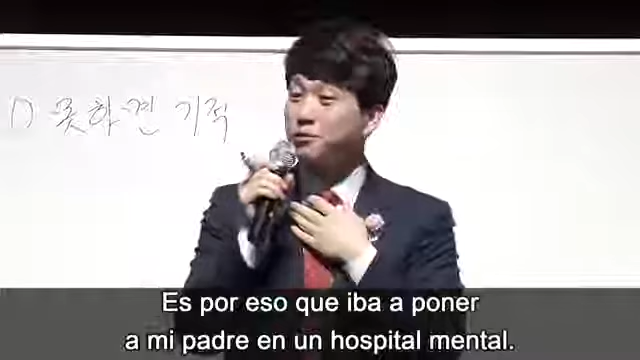 1) 못하면 기적
Es por eso que iba a poner
a mi padre en un hospital mental.